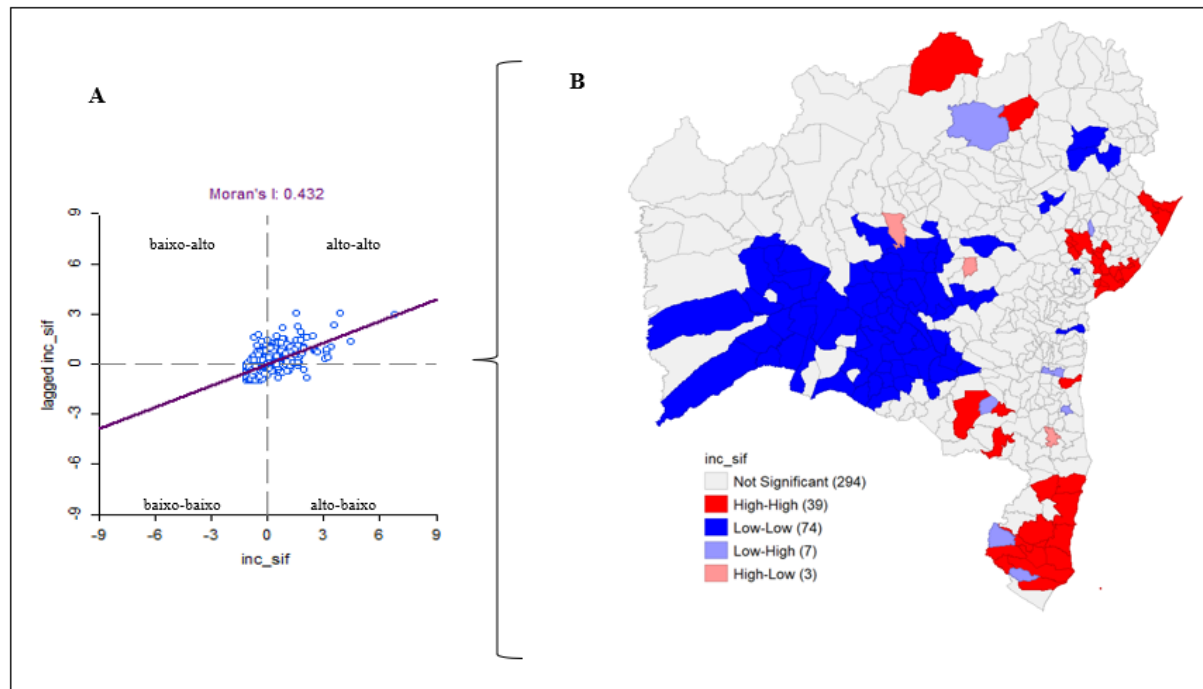 A
Moran's I: 0.432
9
baixo-alto
alto-alto
6
3
0
-3
-6
baixo-baixo
alto-baixo
-9
lagged inc_sif
-9
-6
-3
0
3
6
9
inc_sif
B
inc_sif
Not Significant (294)
High-High (39)
Low-Low (74)
Low-High (7)
High-Low (3)